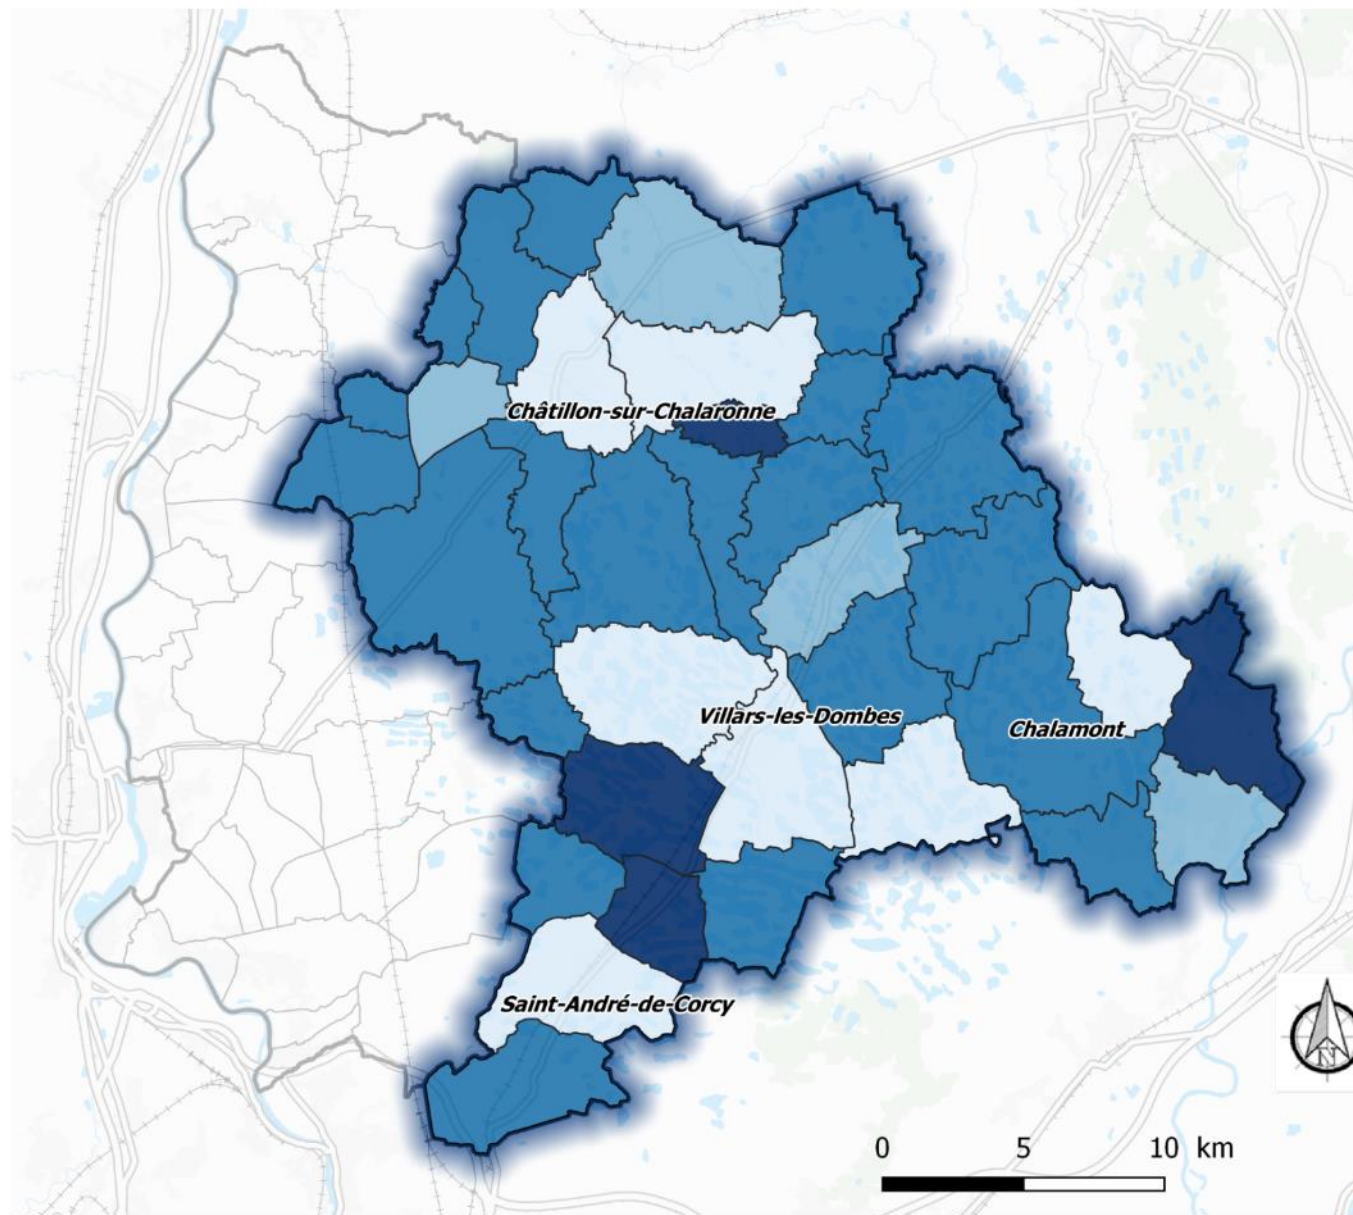 Châtillon-sur-Chalaronne
Villars-les-Dombes
Chalamont
Saint-André-de-Corcy
N
0 5 10 km